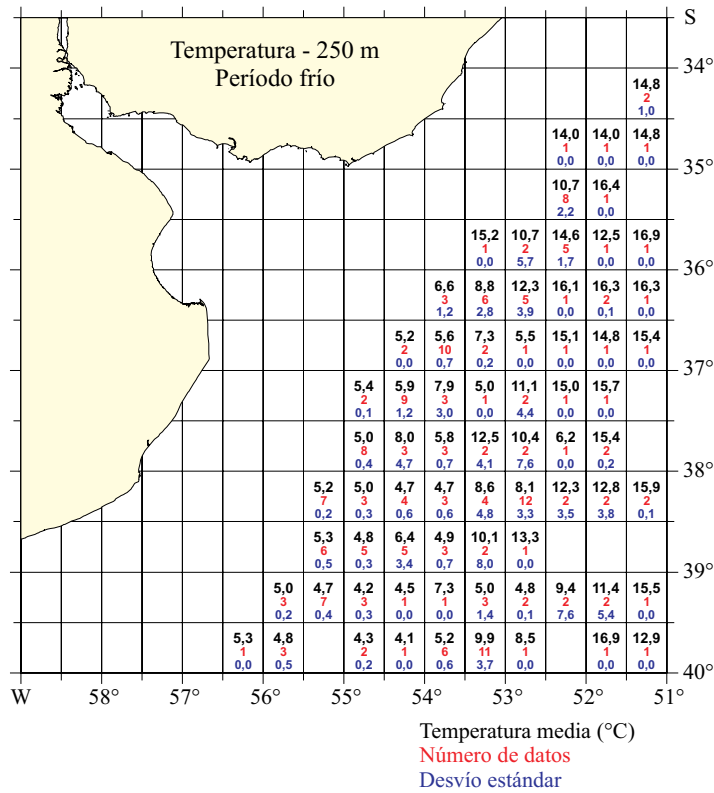 S
Temperatura - 250 m
Período frío
34°
14,8
2
1,0
14,0 14,0 14,8
1 1 1
0,0 0,0 0,0
35°
10,7 16,4
8 1
2,2 0,0
15,2 10,7 14,6 12,5 16,9
1 2 5 1 1
0,0 5,7 1,7 0,0 0,0
36°
6,6 8,8 12,3 16,1 16,3 16,3
3 6 5 1 2 1
1,2 2,8 3,9 0,0 0,1 0,0
5,2 5,6 7,3 5,5 15,1 14,8 15,4
2 10 2 1 1 1 1
0,0 0,7 0,2 0,0 0,0 0,0 0,0
37°
5,4 5,9 7,9 5,0 11,1 15,0 15,7
2 9 3 1 2 1 1
0,1 1,2 3,0 0,0 4,4 0,0 0,0
5,0 8,0 5,8 12,5 10,4 6,2 15,4
8 3 3 2 2 1 2
0,4 4,7 0,7 4,1 7,6 0,0 0,2
38°
5,2 5,0 4,7 4,7 8,6 8,1 12,3 12,8 15,9
7 3 4 3 4 12 2 2 2
0,2 0,3 0,6 0,6 4,8 3,3 3,5 3,8 0,1
5,3 4,8 6,4 4,9 10,1 13,3
6 5 5 3 2 1
0,5 0,3 3,4 0,7 8,0 0,0
39°
5,0 4,7 4,2 4,5 7,3 5,0 4,8 9,4 11,4 15,5
3 7 3 1 1 3 2 2 2 1
0,2 0,4 0,3 0,0 0,0 1,4 0,1 7,6 5,4 0,0
5,3 4,8 4,3 4,1 5,2 9,9 8,5 16,9 12,9
1 3 2 1 6 11 1 1 1
0,0 0,5 0,2 0,0 0,6 3,7 0,0 0,0 0,0
40°
W 58° 57° 56° 55° 54° 53° 52° 51°
Temperatura media (°C)
Número de datos
Desvío estándar